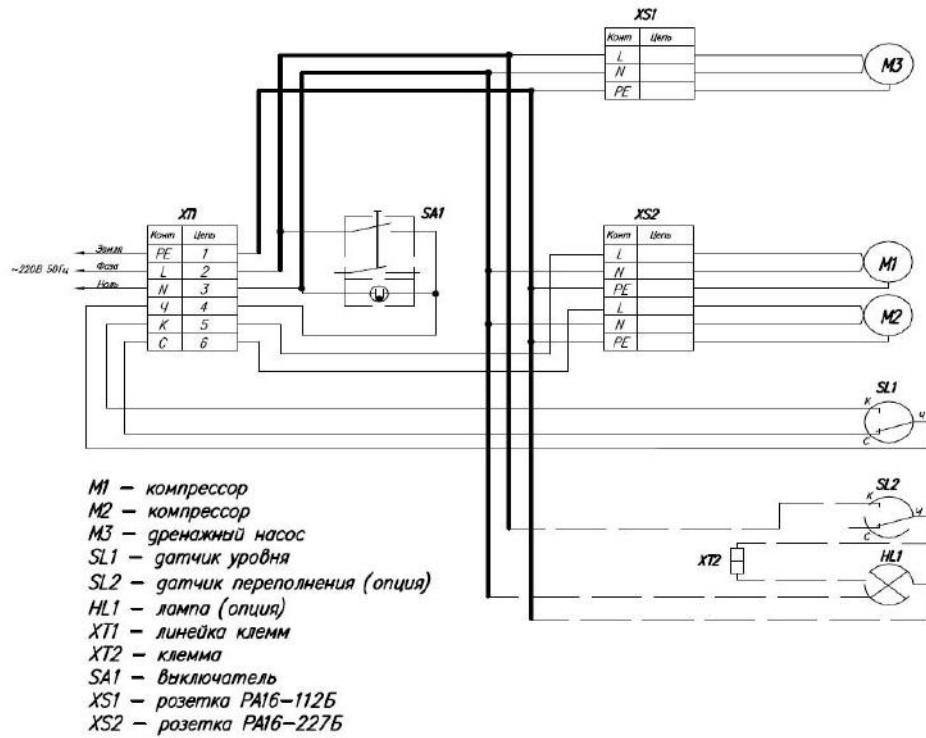 XS1
Конт Цепь
L
N
PE
M3
XT1
Конт Цепь
PE 1
L 2
N 3
Ч 4
К 5
С 6
Земля
Фаза
Ноль
~220В 50Гц
SA1
XS2
Конт Цепь
L
N
PE
L
N
PE
M1
M2
SL1
К
С
Ч
SL2
К
С
Ч
XT2
HL1
M1 – компрессор
M2 – компрессор
M3 – дренажный насос
SL1 – датчик уровня
SL2 – датчик переполнения (опция)
HL1 – лампа (опция)
XT1 – линейка клемм
XT2 – клемма
SA1 – выключатель
XS1 – розетка РА16-112Б
XS2 – розетка РА16-227Б